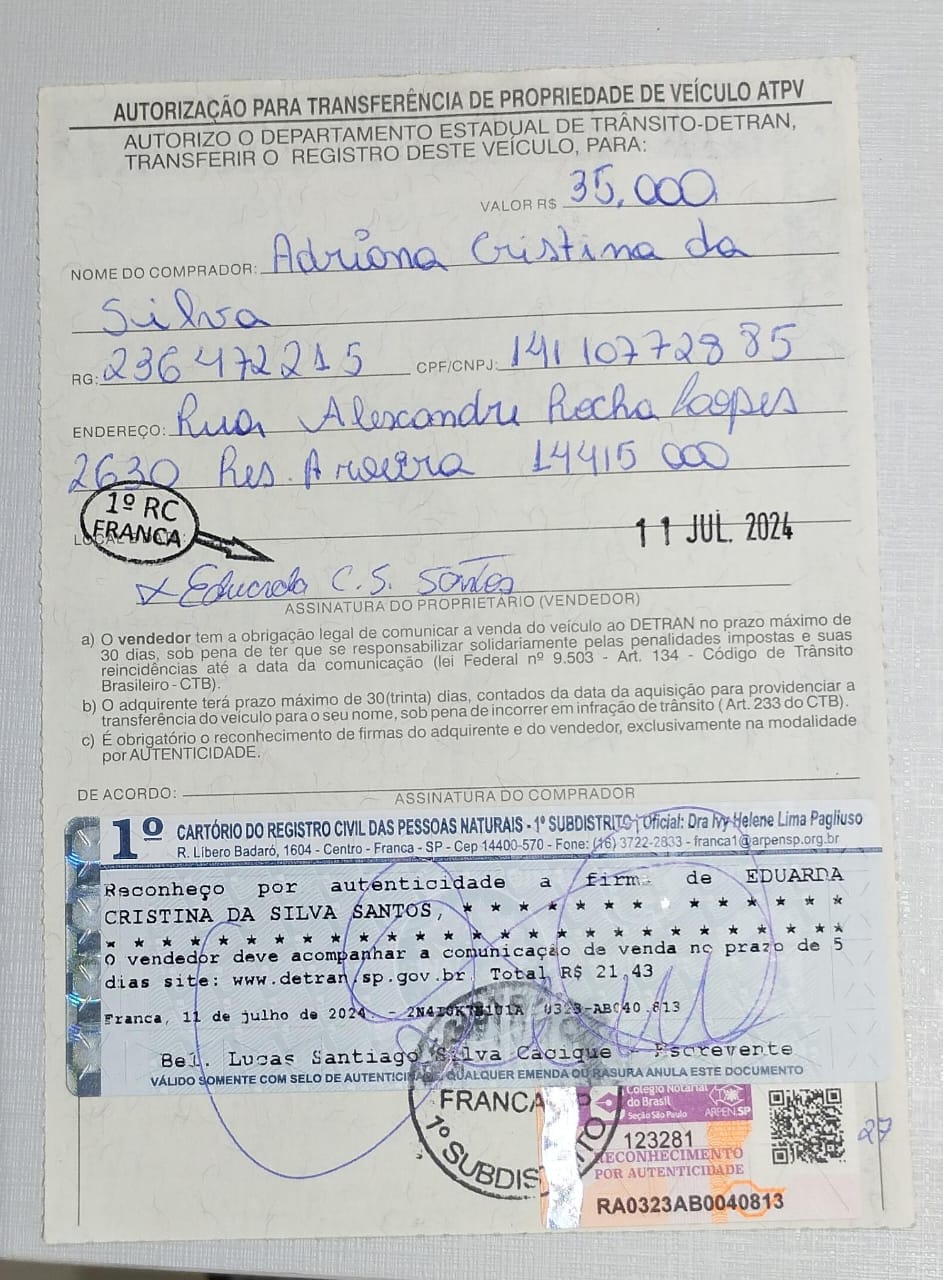 AUTORIZAÇÃO PARA TRANSFERÊNCIA DE PROPRIEDADE DE VEÍCULO ATPV
AUTORIZO O DEPARTAMENTO ESTADUAL DE TRÂNSITO-DETRAN,
TRANSFERIR O REGISTRO DESTE VEÍCULO, PARA:
VALOR R$ 35,000
NOME DO COMPRADOR: Adriana Cristina da
Silva
RG: 236472215 CPF/CNPJ: 14110772885
ENDEREÇO: Rua Alexandre Rocha Lopes
2630 Res. Aroeira 14415 000
1º RC
FRANCA
11 JUL. 2024
x Eduarda C. S. Santos
ASSINATURA DO PROPRIETÁRIO (VENDEDOR)
a) O vendedor tem a obrigação legal de comunicar a venda do veículo ao DETRAN no prazo máximo de
30 dias, sob pena de ter que se responsabilizar solidariamente pelas penalidades impostas e suas
reincidências até a data da comunicação (lei Federal nº 9.503 - Art. 134 - Código de Trânsito
Brasileiro - CTB).
b) O adquirente terá prazo máximo de 30(trinta) dias, contados da data da aquisição para providenciar a
transferência do veículo para o seu nome, sob pena de incorrer em infração de trânsito ( Art. 233 do CTB).
c) É obrigatório o reconhecimento de firmas do adquirente e do vendedor, exclusivamente na modalidade
por AUTENTICIDADE.
DE ACORDO:
ASSINATURA DO COMPRADOR
1º CARTÓRIO DO REGISTRO CIVIL DAS PESSOAS NATURAIS - 1º SUBDISTRITO | Oficial: Dra Ivy Helene Lima Pagliuso
R. Libero Badaró, 1604 - Centro - Franca - SP - Cep 14400-570 - Fone: (16) 3722-2833 - franca1@arpensp.org.br
Reconheço por autenticidade a firma de EDUARDA
CRISTINA DA SILVA SANTOS, * * * * * * * * * * * * * *
* * * * * * * * * * * * * * * * * * * * * * * * * *
O vendedor deve acompanhar a comunicação de venda no prazo de 5
dias site: www.detran.sp.gov.br. Total R$ 21,43
Franca, 11 de julho de 2024. - 0323-AB040.813
Bel. Lucas Santiago Silva Cacique - Escrevente
VÁLIDO SOMENTE COM SELO DE AUTENTICIDADE QUALQUER EMENDA OU RASURA ANULA ESTE DOCUMENTO
FRANCA
1º SUBDISTRITO
Colégio Notarial
do Brasil
Seção São Paulo
ARPEN.SP
123281
RECONHECIMENTO
POR AUTENTICIDADE
RA0323AB0040813
27